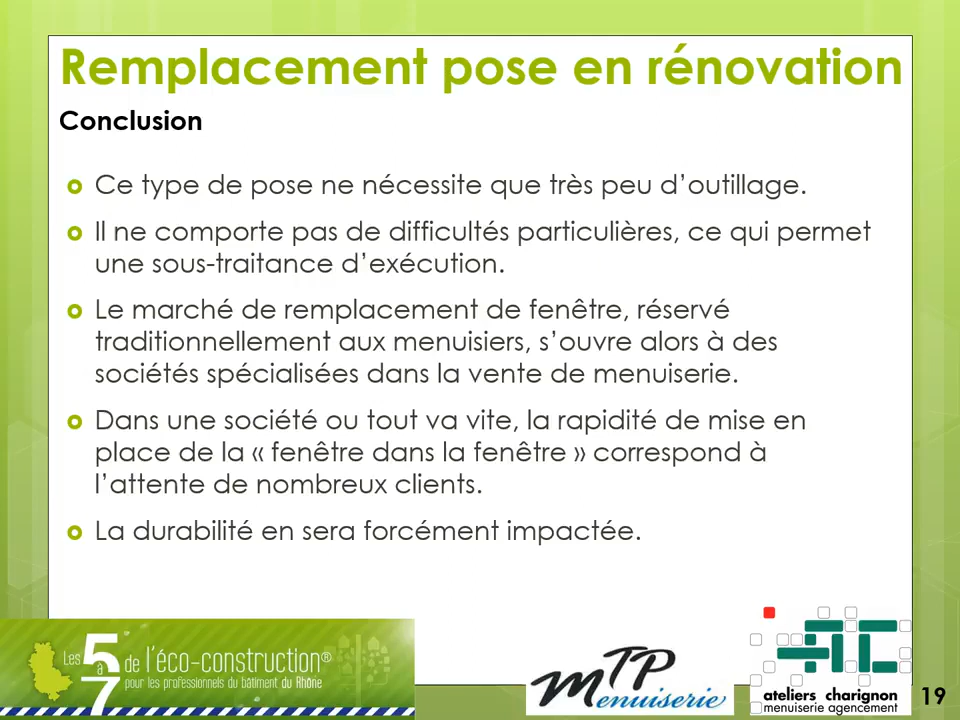 Remplacement pose en rénovation
Conclusion
Ce type de pose ne nécessite que très peu d’outillage.
Il ne comporte pas de difficultés particulières, ce qui permet
une sous-traitance d’exécution.
Le marché de remplacement de fenêtre, réservé
traditionnellement aux menuisiers, s’ouvre alors à des
sociétés spécialisées dans la vente de menuiserie.
Dans une société ou tout va vite, la rapidité de mise en
place de la « fenêtre dans la fenêtre » correspond à
l’attente de nombreux clients.
La durabilité en sera forcément impactée.
Les 5 à 7 de l’éco-construction®
pour les professionnels du bâtiment du Rhône
MTP
Menuiserie
AC
ateliers charignon
menuiserie agencement
19